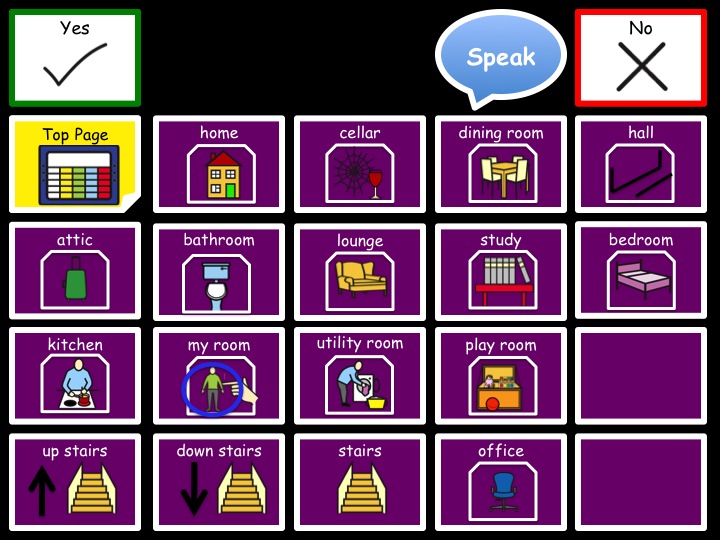 Yes
Speak
No
Top Page
home
cellar
dining room
hall
attic
bathroom
lounge
study
bedroom
kitchen
my room
utility room
play room
up stairs
down stairs
stairs
office